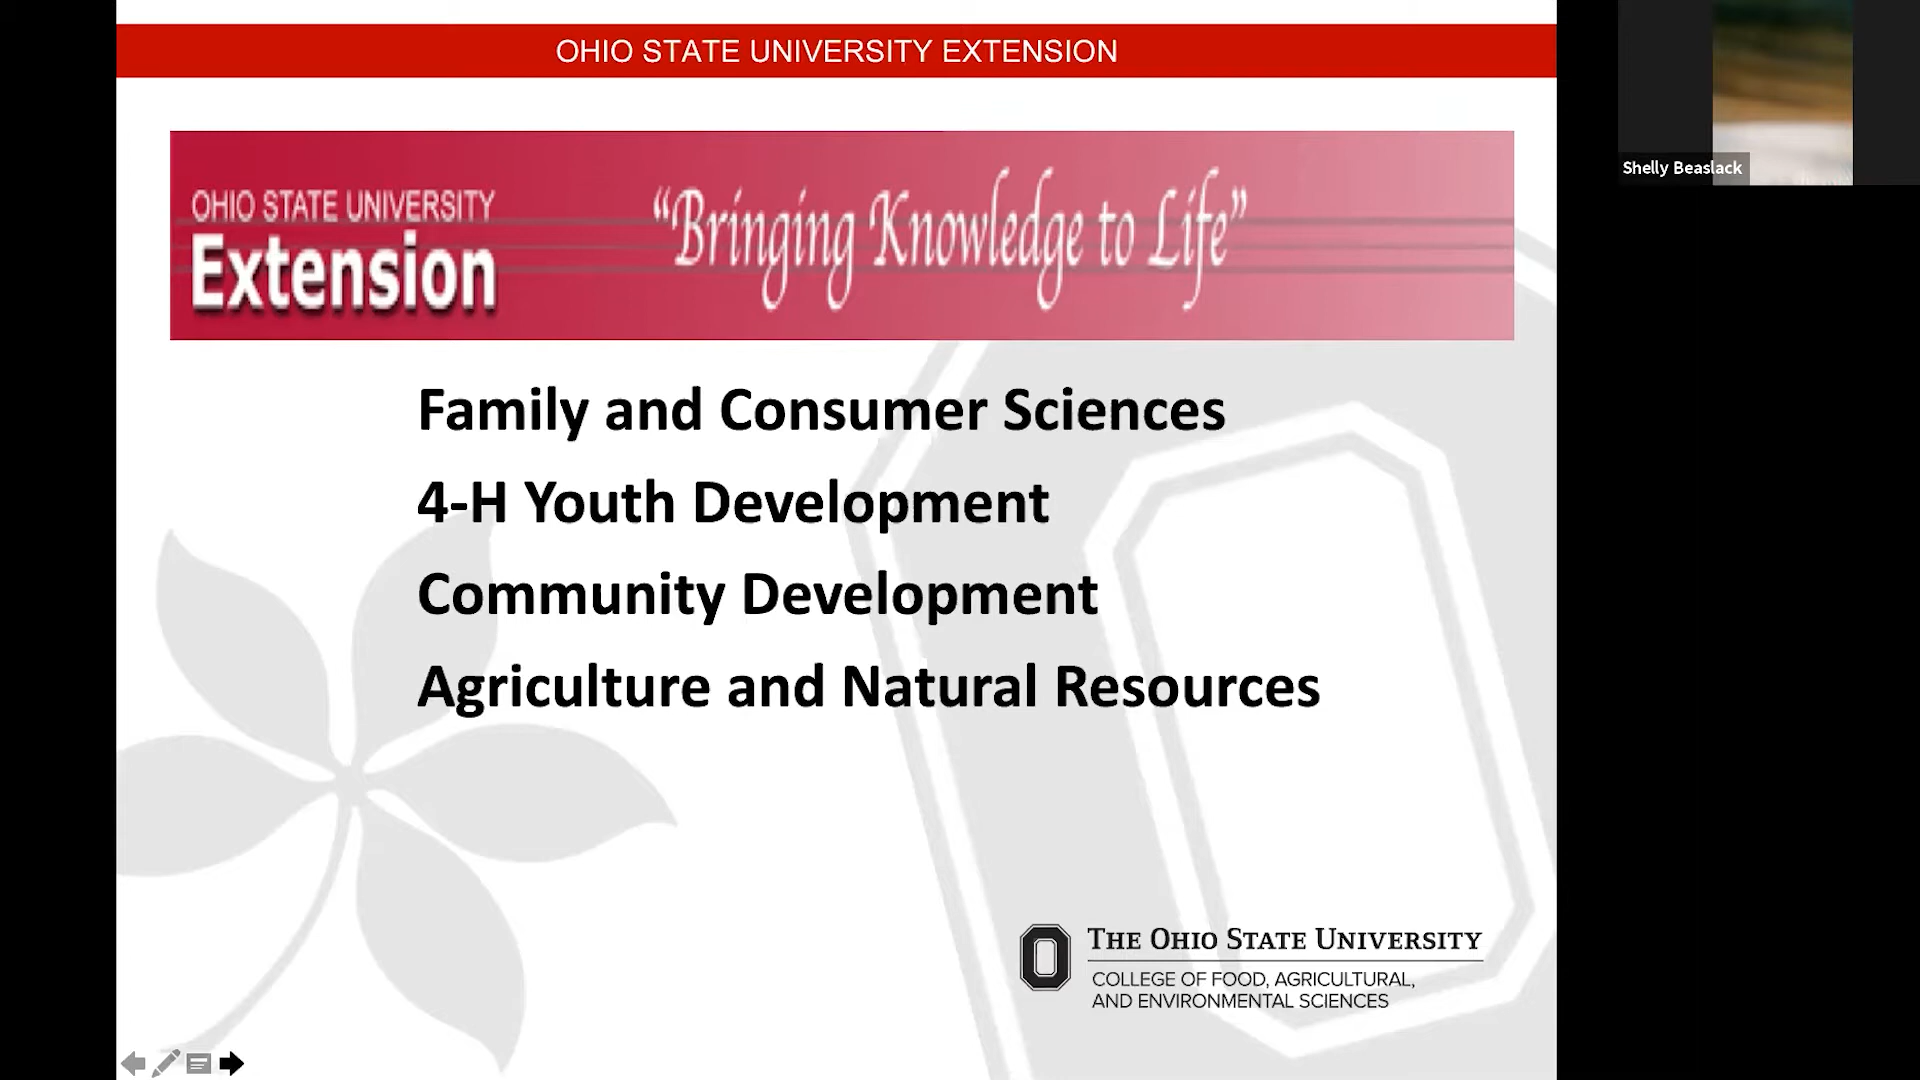 OHIO STATE UNIVERSITY EXTENSION
OHIO STATE UNIVERSITY
Extension
“Bringing Knowledge to Life”
Family and Consumer Sciences
4-H Youth Development
Community Development
Agriculture and Natural Resources
THE OHIO STATE UNIVERSITY
COLLEGE OF FOOD, AGRICULTURAL,
AND ENVIRONMENTAL SCIENCES
Shelly Beaslack